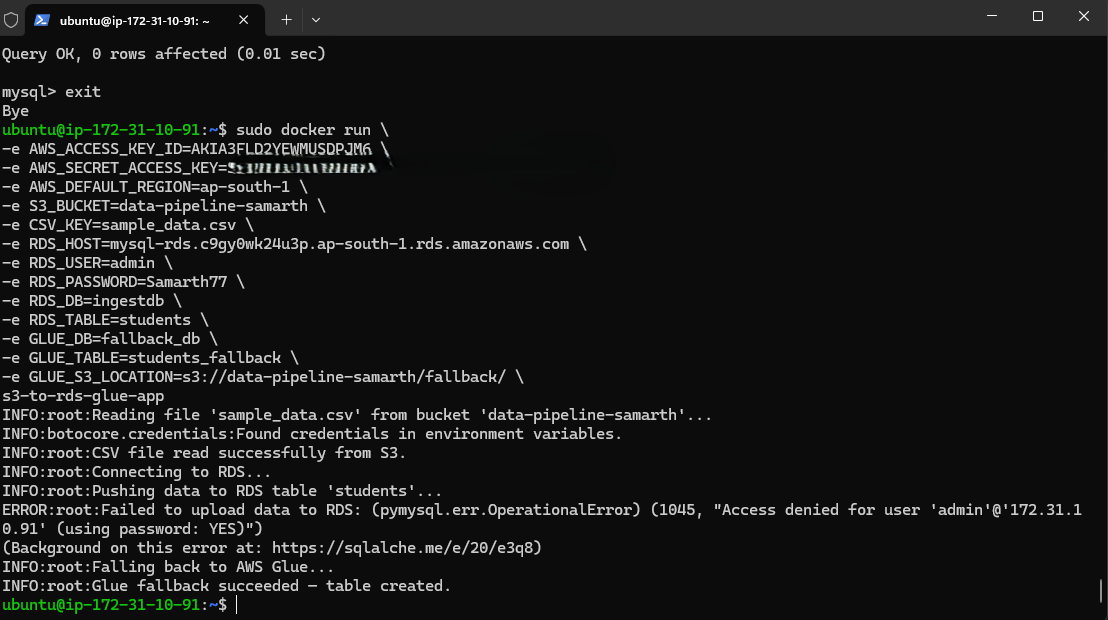 ubuntu@ip-172-31-10-91: ~
Query OK, 0 rows affected (0.01 sec)
mysql> exit
Bye
ubuntu@ip-172-31-10-91:~$ sudo docker run \
-e AWS_ACCESS_KEY_ID=AKIA3FLD2YEWMUSDPJM6 \
-e AWS_SECRET_ACCESS_KEY=
-e AWS_DEFAULT_REGION=ap-south-1 \
-e S3_BUCKET=data-pipeline-samarth \
-e CSV_KEY=sample_data.csv \
-e RDS_HOST=mysql-rds.c9gy0wk24u3p.ap-south-1.rds.amazonaws.com \
-e RDS_USER=admin \
-e RDS_PASSWORD=Samarth77 \
-e RDS_DB=ingestdb \
-e RDS_TABLE=students \
-e GLUE_DB=fallback_db \
-e GLUE_TABLE=students_fallback \
-e GLUE_S3_LOCATION=s3://data-pipeline-samarth/fallback/ \
s3-to-rds-glue-app
INFO:root:Reading file 'sample_data.csv' from bucket 'data-pipeline-samarth'...
INFO:botocore.credentials:Found credentials in environment variables.
INFO:root:CSV file read successfully from S3.
INFO:root:Connecting to RDS...
INFO:root:Pushing data to RDS table 'students'...
ERROR:root:Failed to upload data to RDS: (pymysql.err.OperationalError) (1045, "Access denied for user 'admin'@'172.31.1
0.91' (using password: YES)")
(Background on this error at: https://sqlalche.me/e/20/e3q8)
INFO:root:Falling back to AWS Glue...
INFO:root:Glue fallback succeeded — table created.
ubuntu@ip-172-31-10-91:~$